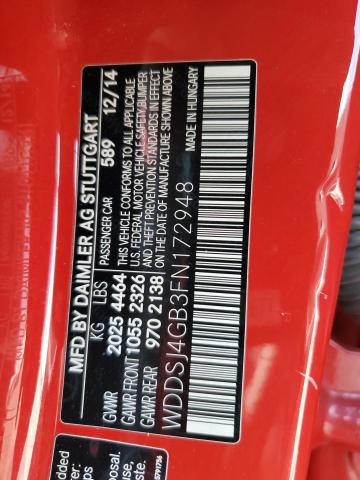 MFD BY DAIMLER AG STUTTGART
KG LBS PASSENGER CAR 589 12/14
GVWR 2025 4464 THIS VEHICLE CONFORMS TO ALL APPLICABLE
GAWR FRONT 1055 2326 U.S. FEDERAL MOTOR VEHICLE SAFETY, BUMPER
GAWR REAR 970 2138 AND THEFT PREVENTION STANDARDS IN EFFECT
ON THE DATE OF MANUFACTURE SHOWN ABOVE
WDDSJ4GB3FN172948
MADE IN HUNGARY